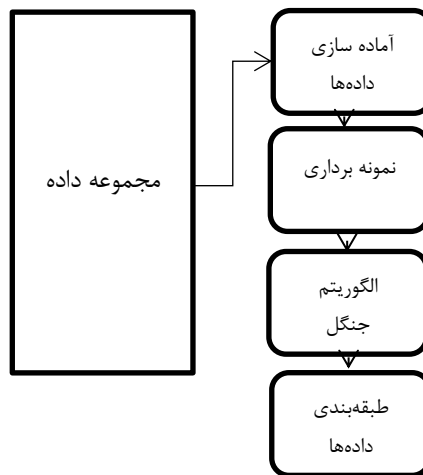 آماده سازی
داده‌ها
مجموعه داده
نمونه برداری
الگوریتم
جنگل
طبقه‌بندی
داده‌ها